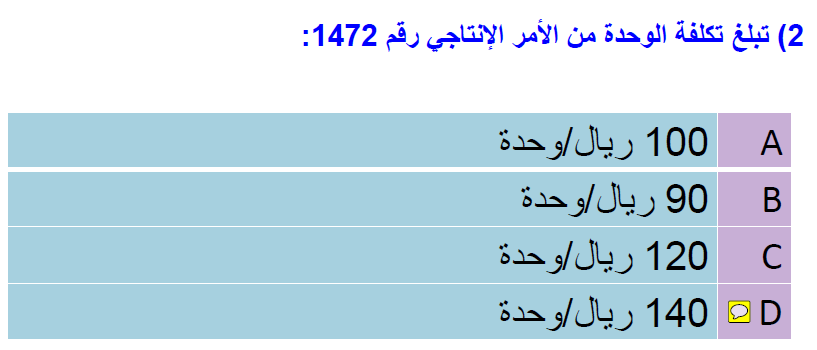 2) تبلغ تكلفة الوحدة من الأمر الإنتاجي رقم 1472:
A 100 ريال/وحدة
B 90 ريال/وحدة
C 120 ريال/وحدة
D 140 ريال/وحدة